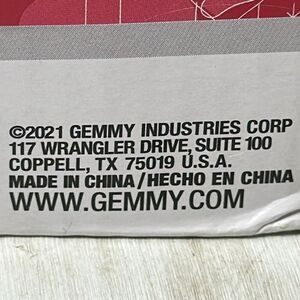 ©2021 GEMMY INDUSTRIES CORP
117 WRANGLER DRIVE, SUITE 100
COPPELL, TX 75019 U.S.A.
MADE IN CHINA/HECHO EN CHINA
WWW.GEMMY.COM